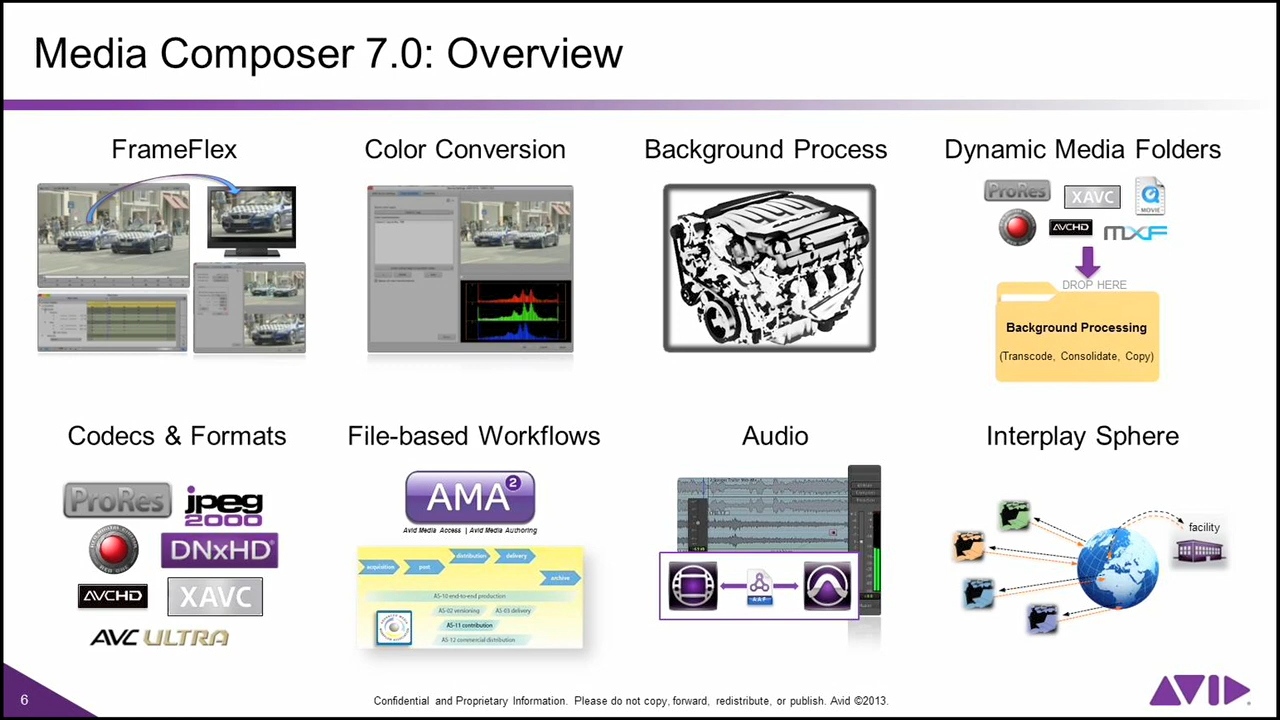 Media Composer 7.0: Overview
FrameFlex
Color Conversion
Background Process
Dynamic Media Folders
ProRes
XAVC
MOVIE
AVCHD
MXF
DROP HERE
Background Processing
(Transcode, Consolidate, Copy)
Codecs & Formats
File-based Workflows
Audio
Interplay Sphere
ProRes
jpeg
2000
DNxHD
AVCHD
XAVC
AVC ULTRA
AMA2
Avid Media Access | Avid Media Authoring
acquisition
post
distribution
delivery
archive
AS-10 end-to-end production
AS-02 versioning
AS-03 delivery
AS-11 contribution
AS-12 commercial distribution
AAF
facility
6
Confidential and Proprietary Information. Please do not copy, forward, redistribute, or publish. Avid ©2013.
AVID